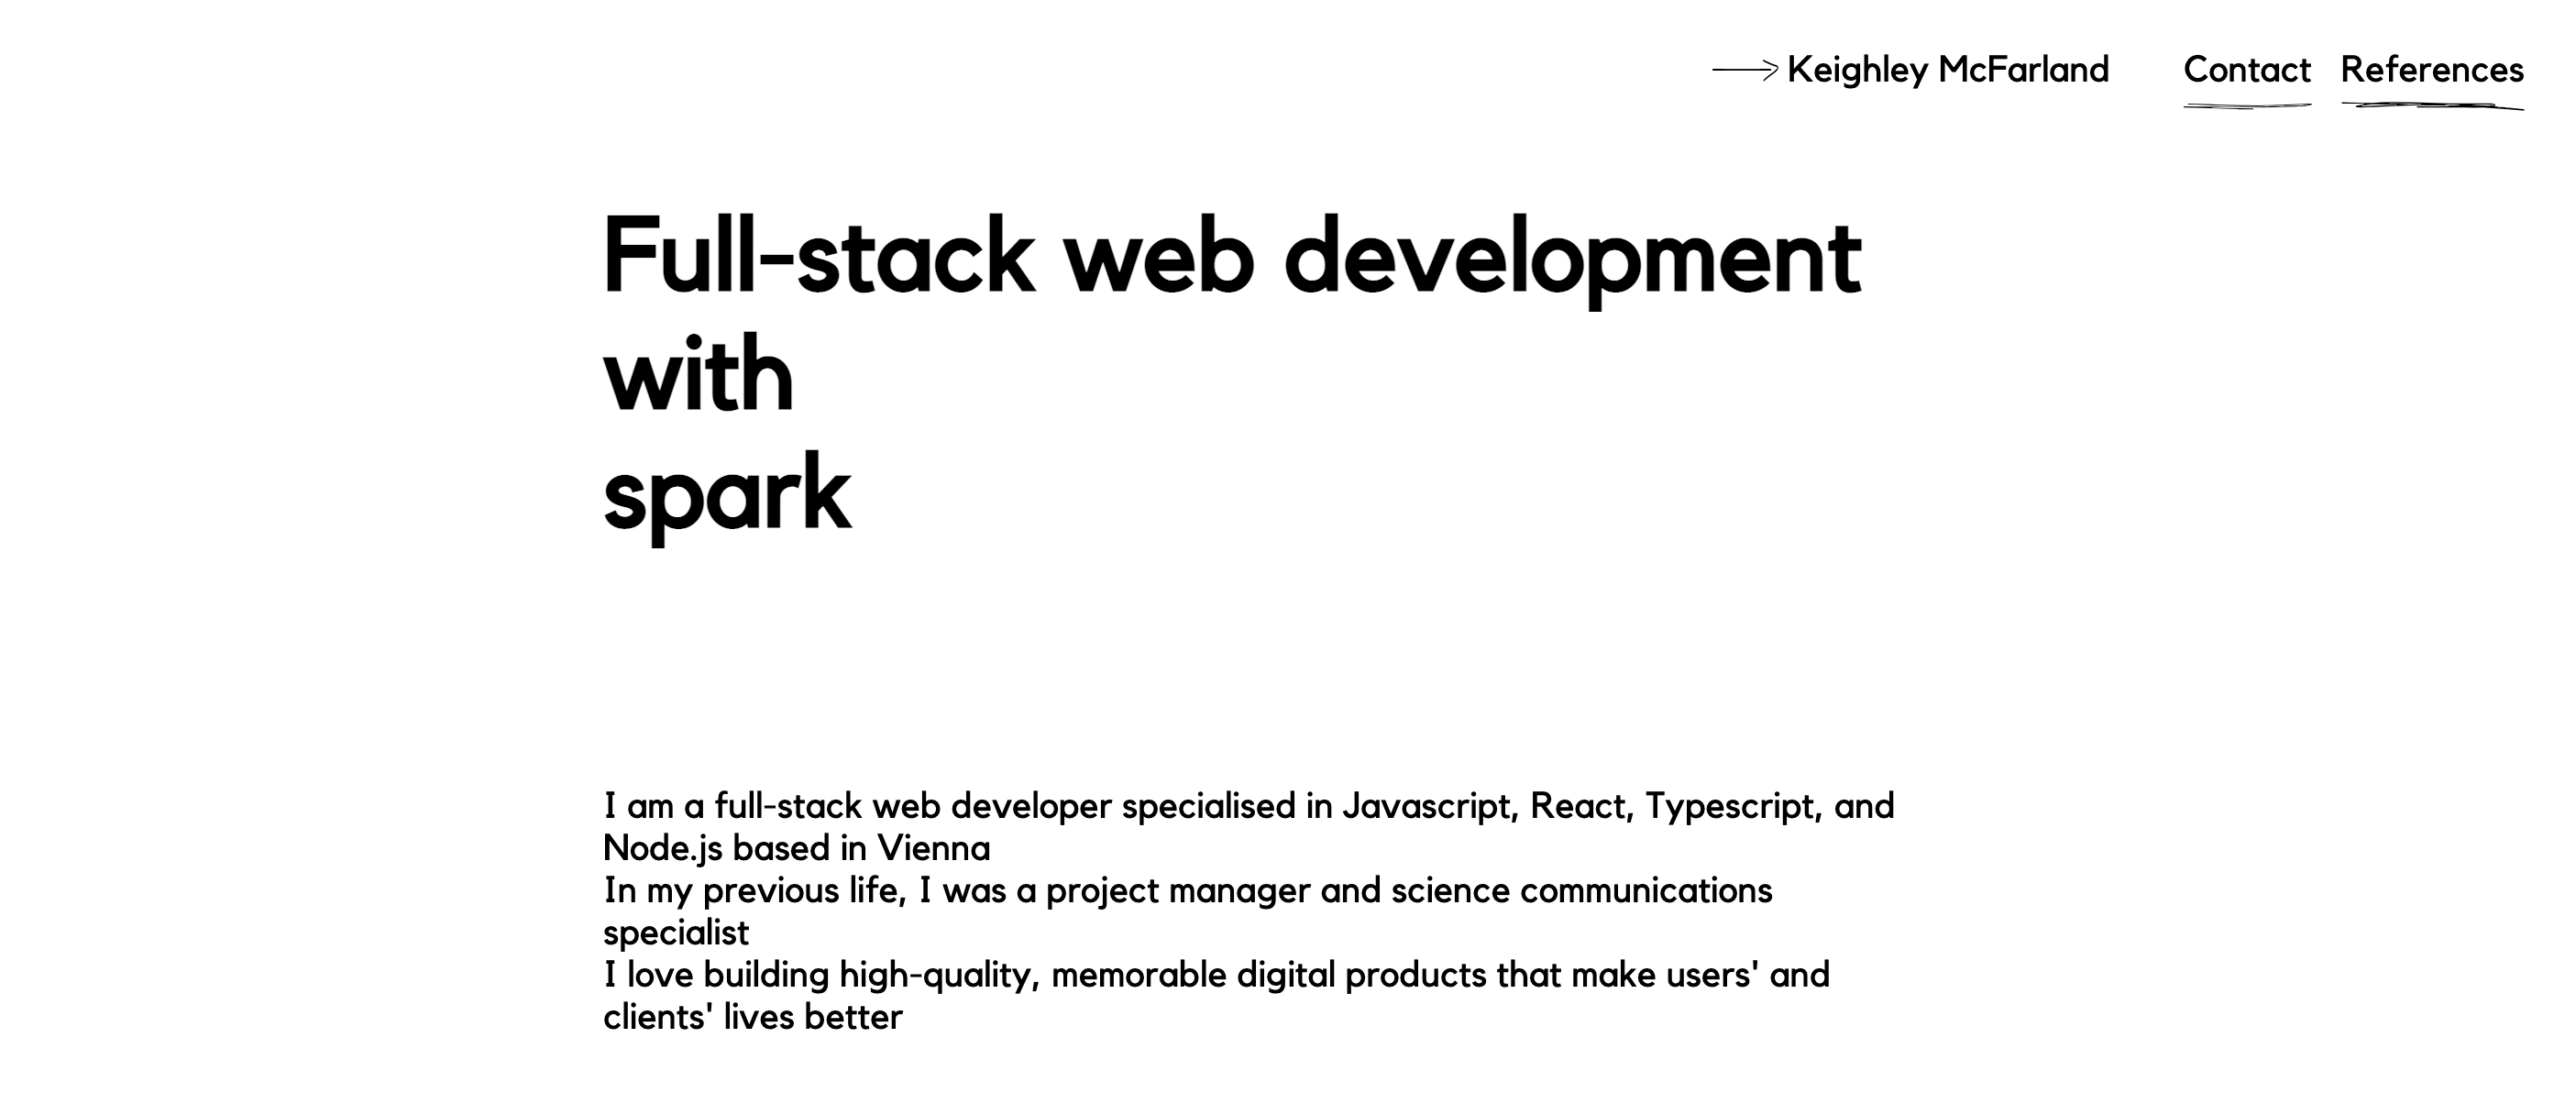 Keighley McFarland Contact References
Full-stack web development
with
spark
I am a full-stack web developer specialised in Javascript, React, Typescript, and
Node.js based in Vienna
In my previous life, I was a project manager and science communications
specialist
I love building high-quality, memorable digital products that make users' and
clients' lives better